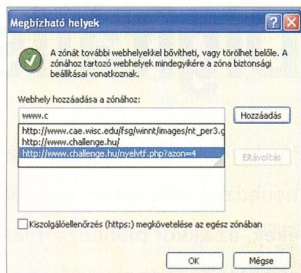 Megbízható helyek
A zónát további webhelyekkel bővítheti, vagy törölhet belőle. A
zónához tartozó webhelyek mindegyikére a zóna biztonsági
beállításai vonatkoznak.
Webhely hozzáadása a zónához:
www.c
Hozzáadás
http://www.cae.wisc.edu/fsg/winnt/images/nt_per3.g
http://www.challenge.hu/
http://www.challenge.hu/nyelvtf.php?azon=4
Eltávolítás
Kiszolgálóellenőrzés (https:) megkövetelése az egész zónában
OK
Mégse